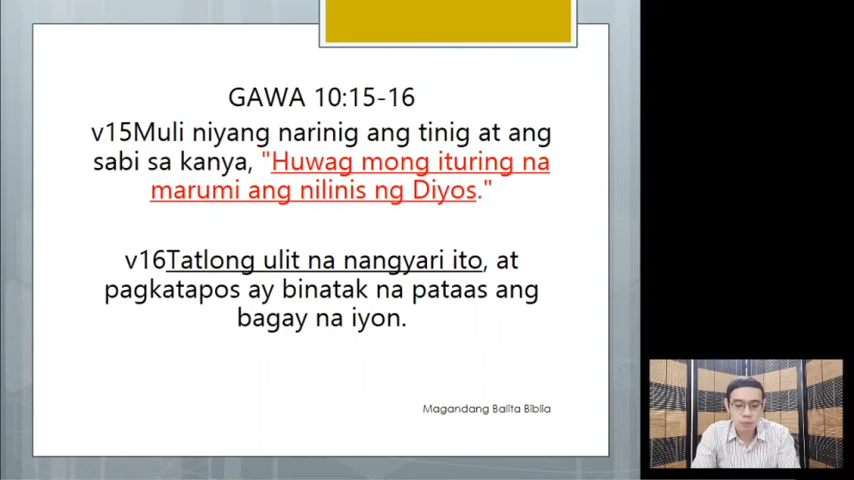 GAWA 10:15-16
v15Muli niyang narinig ang tinig at ang
sabi sa kanya, "Huwag mong ituring na
marumi ang nilinis ng Diyos."
v16Tatlong ulit na nangyari ito, at
pagkatapos ay binatak na pataas ang
bagay na iyon.
Magandang Balita Biblia